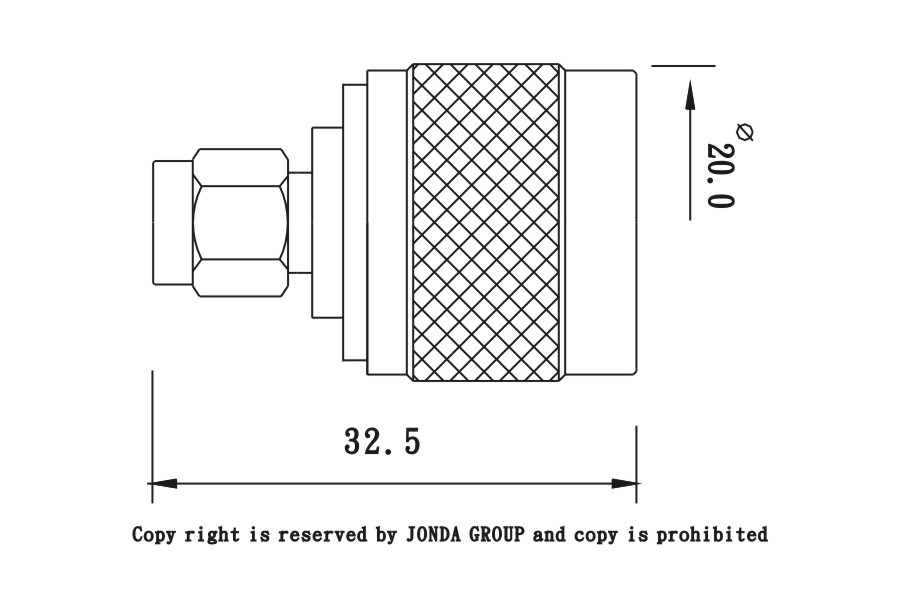 ⌀
20.0
32.5
Copy right is reserved by JONDA GROUP and copy is prohibited